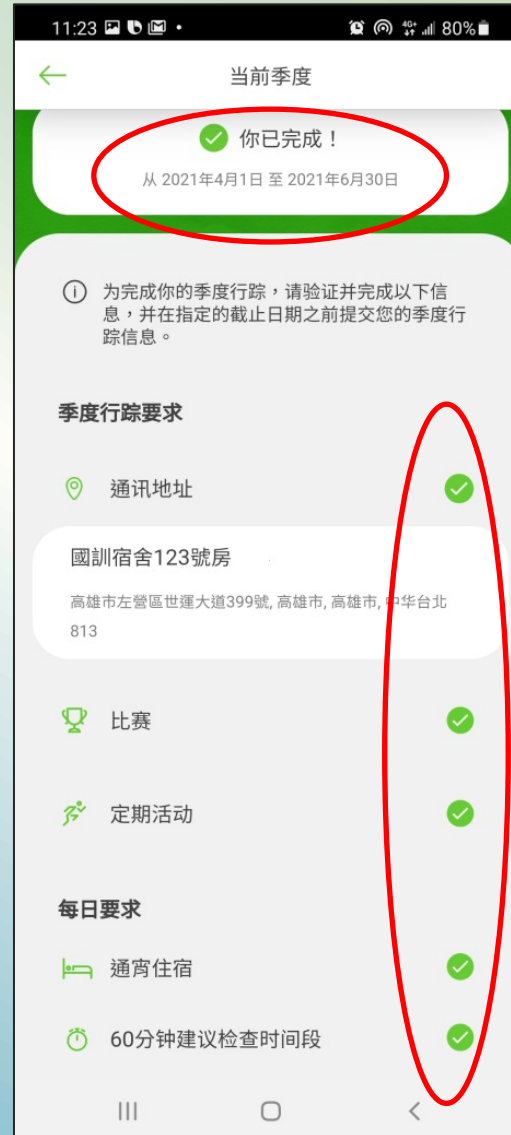 11:23 4G+ 80%
当前季度
你已完成！
从 2021年4月1日 至 2021年6月30日
为完成你的季度行踪，请验证并完成以下信
息，并在指定的截止日期之前提交您的季度行
踪信息。
季度行踪要求
通讯地址
國訓宿舍123號房
高雄市左營區世運大道399號, 高雄市, 高雄市, 中华台北
813
比赛
定期活动
每日要求
通宵住宿
60分钟建议检查时间段